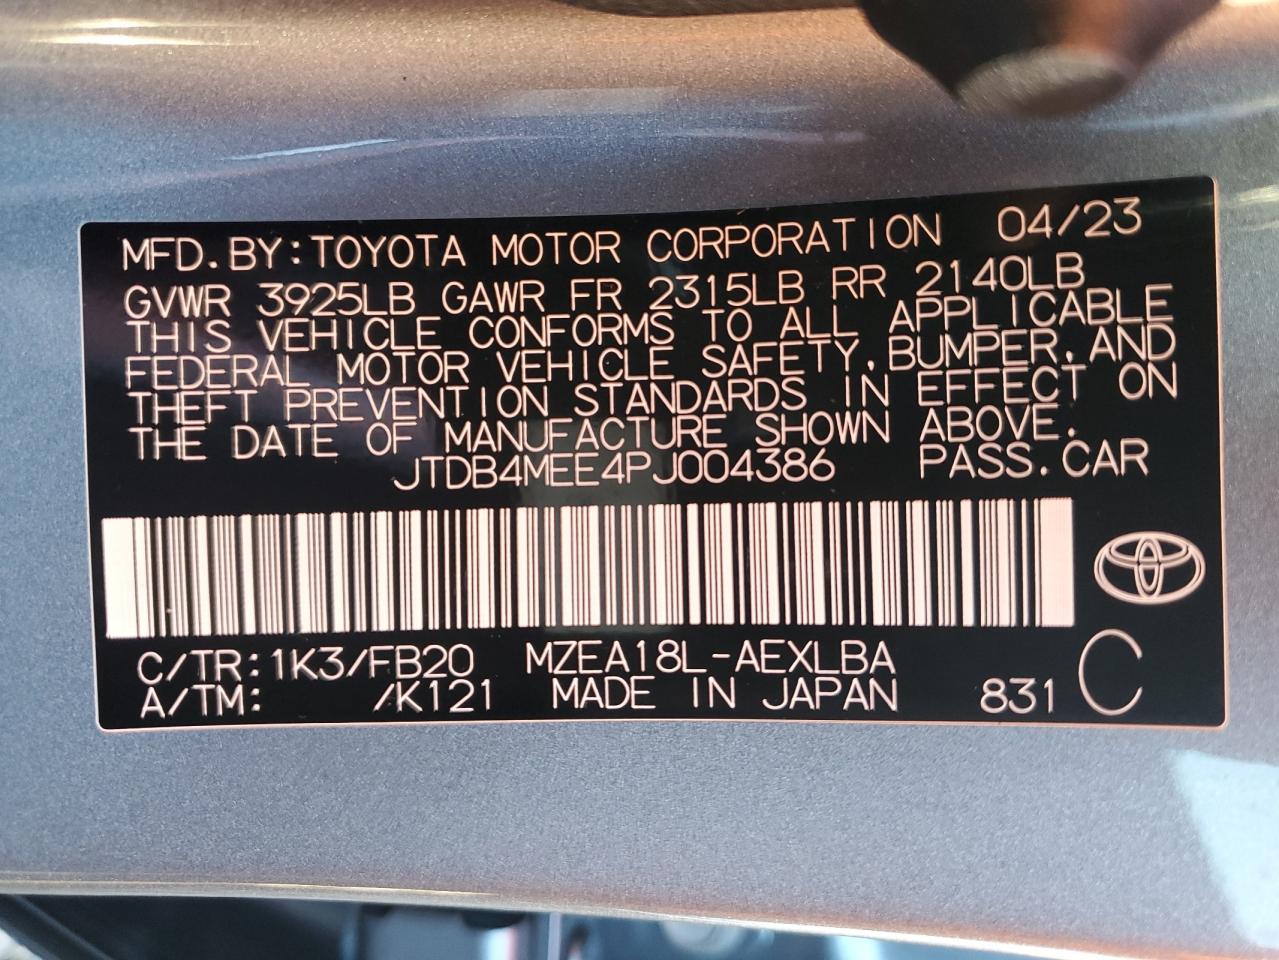 MFD.BY:TOYOTA MOTOR CORPORATION 04/23
GVWR 3925LB GAWR FR 2315LB RR 2140LB
THIS VEHICLE CONFORMS TO ALL APPLICABLE
FEDERAL MOTOR VEHICLE SAFETY,BUMPER,AND
THEFT PREVENTION STANDARDS IN EFFECT ON
THE DATE OF MANUFACTURE SHOWN ABOVE.
JTDB4MEE4PJ004386 PASS.CAR
C/TR:1K3/FB20 MZEA18L-AEXLBA C
A/TM: /K121 MADE IN JAPAN 831